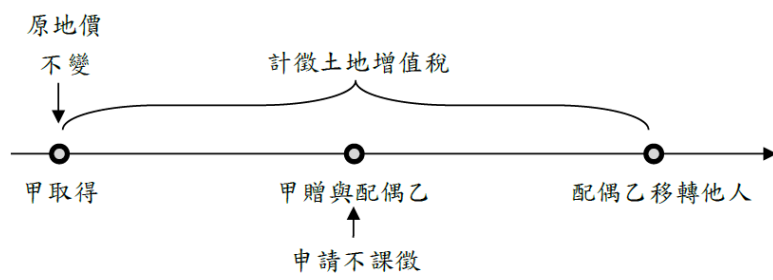 原地價
不變
計徵土地增值稅
甲取得
甲贈與配偶乙
配偶乙移轉他人
申請不課徵